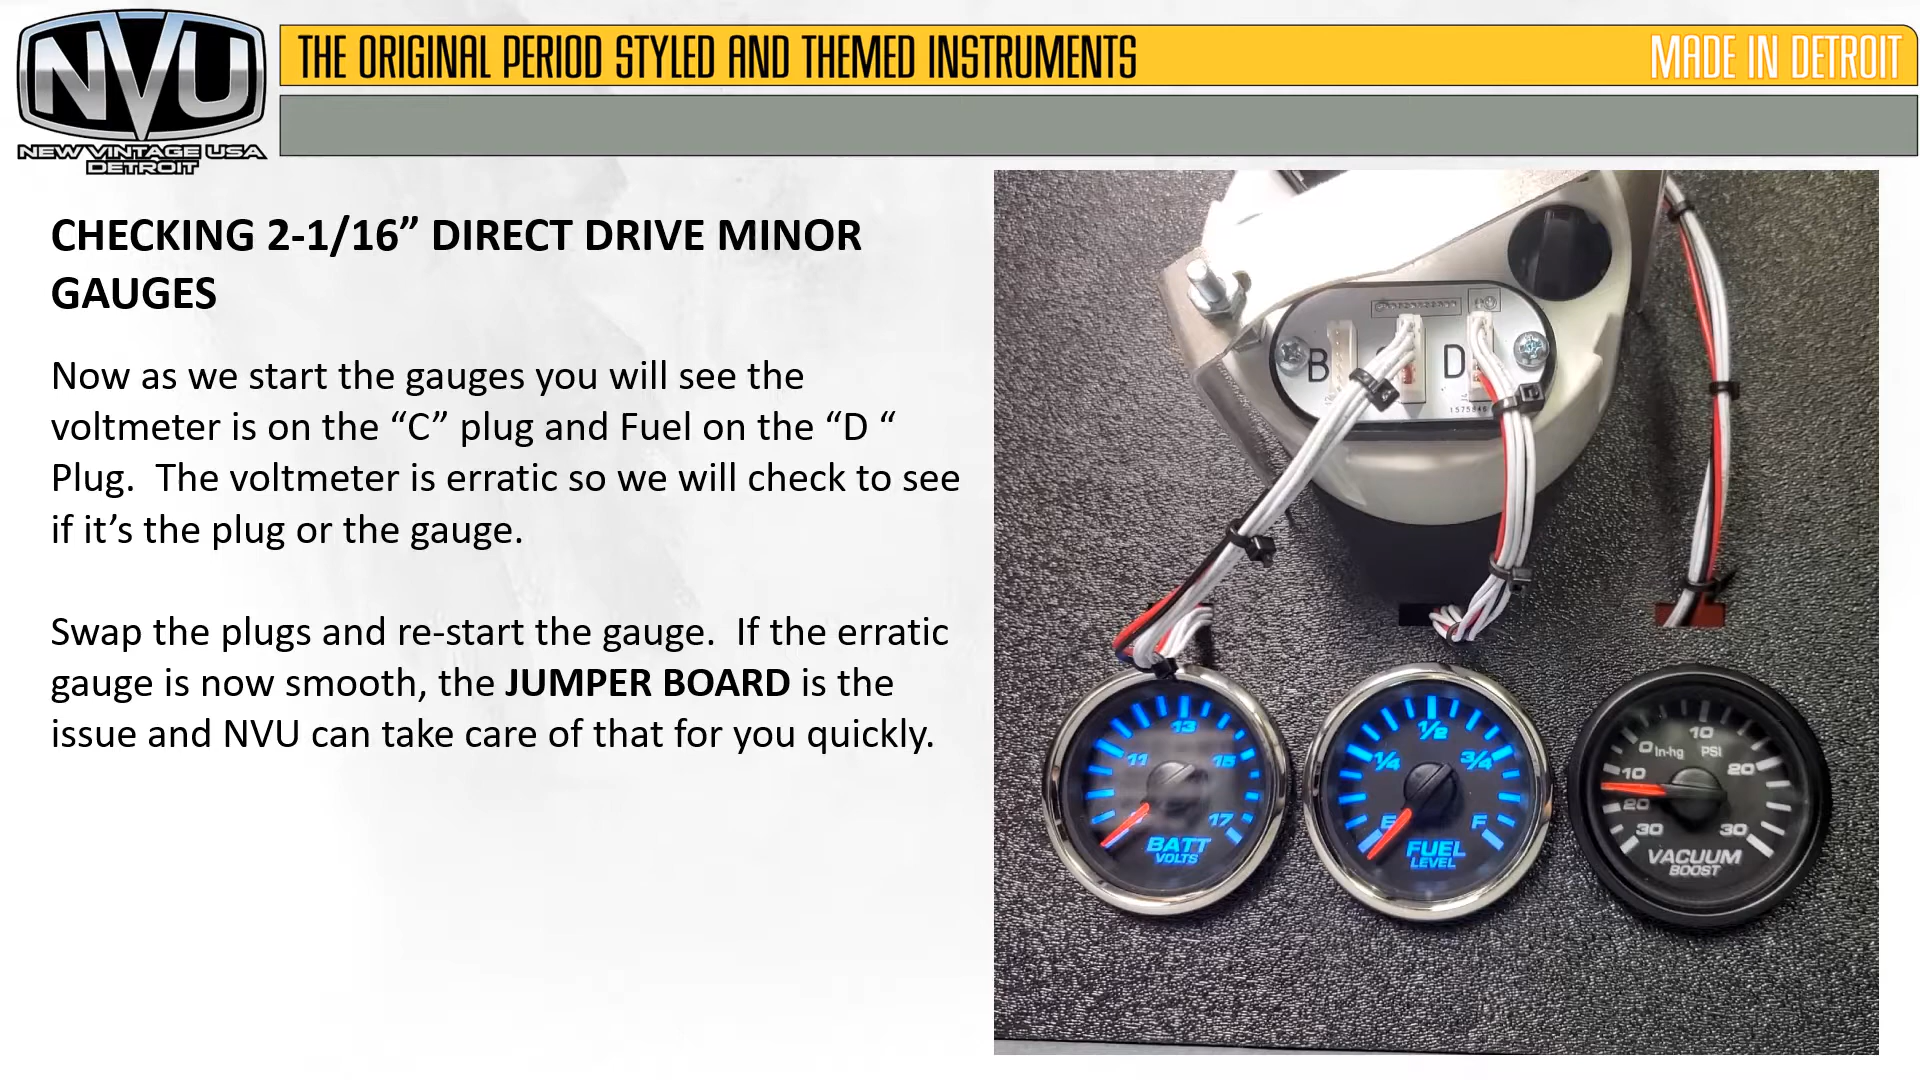 NVU
NEW VINTAGE USA
DETROIT
THE ORIGINAL PERIOD STYLED AND THEMED INSTRUMENTS
MADE IN DETROIT
CHECKING 2-1/16” DIRECT DRIVE MINOR
GAUGES
Now as we start the gauges you will see the
voltmeter is on the “C” plug and Fuel on the “D “
Plug.  The voltmeter is erratic so we will check to see
if it’s the plug or the gauge.
Swap the plugs and re-start the gauge.  If the erratic
gauge is now smooth, the JUMPER BOARD is the
issue and NVU can take care of that for you quickly.
B
D
11
13
15
17
BATT
VOLTS
E
1/4
1/2
3/4
F
FUEL
LEVEL
30
20
10
0
In-hg
PSI
10
20
30
VACUUM
BOOST